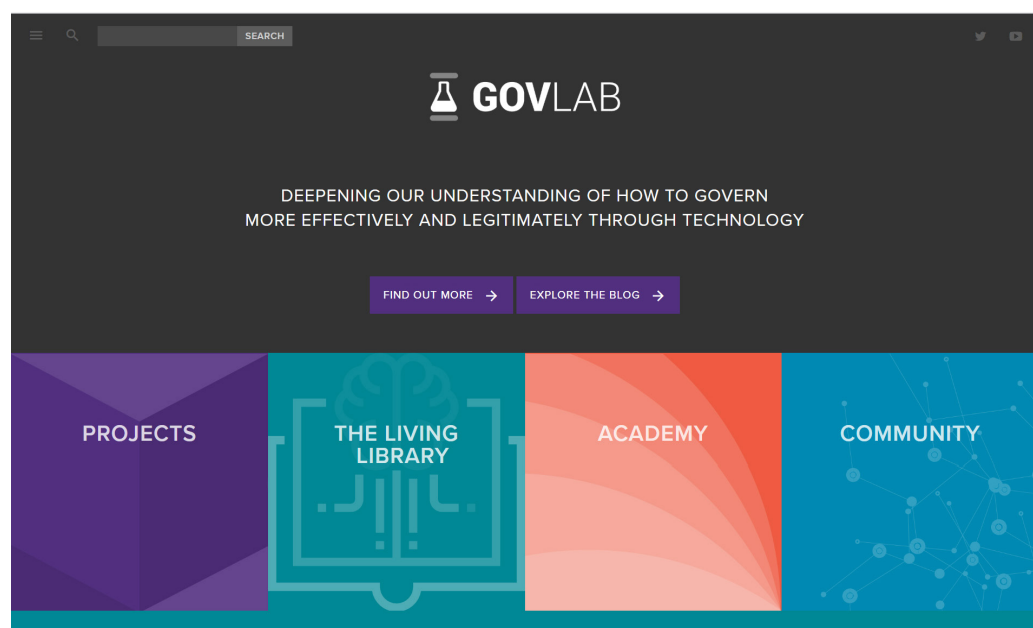 SEARCH
GOVLAB
DEEPENING OUR UNDERSTANDING OF HOW TO GOVERN
MORE EFFECTIVELY AND LEGITIMATELY THROUGH TECHNOLOGY
FIND OUT MORE
EXPLORE THE BLOG
PROJECTS
THE LIVING
LIBRARY
ACADEMY
COMMUNITY